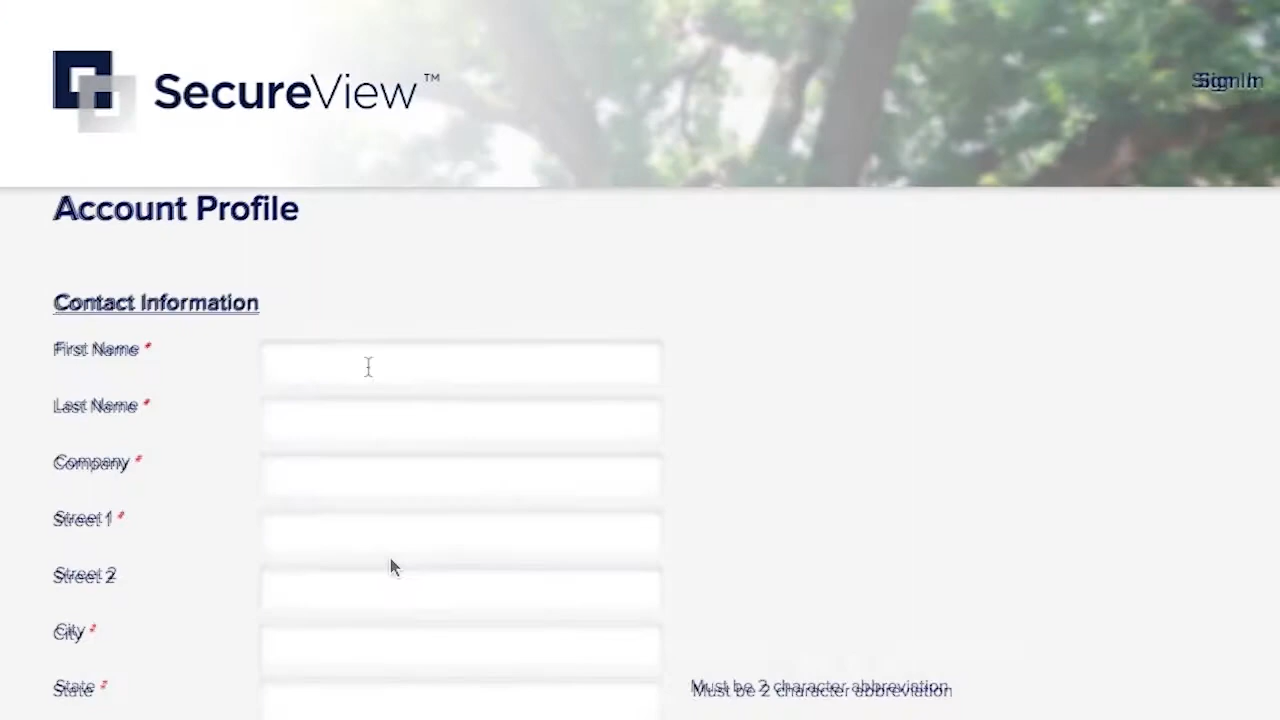 SecureView™
Sign In
Account Profile
Contact Information
First Name *
Last Name *
Company *
Street 1 *
Street 2
City *
State * Must be 2 character abbreviation